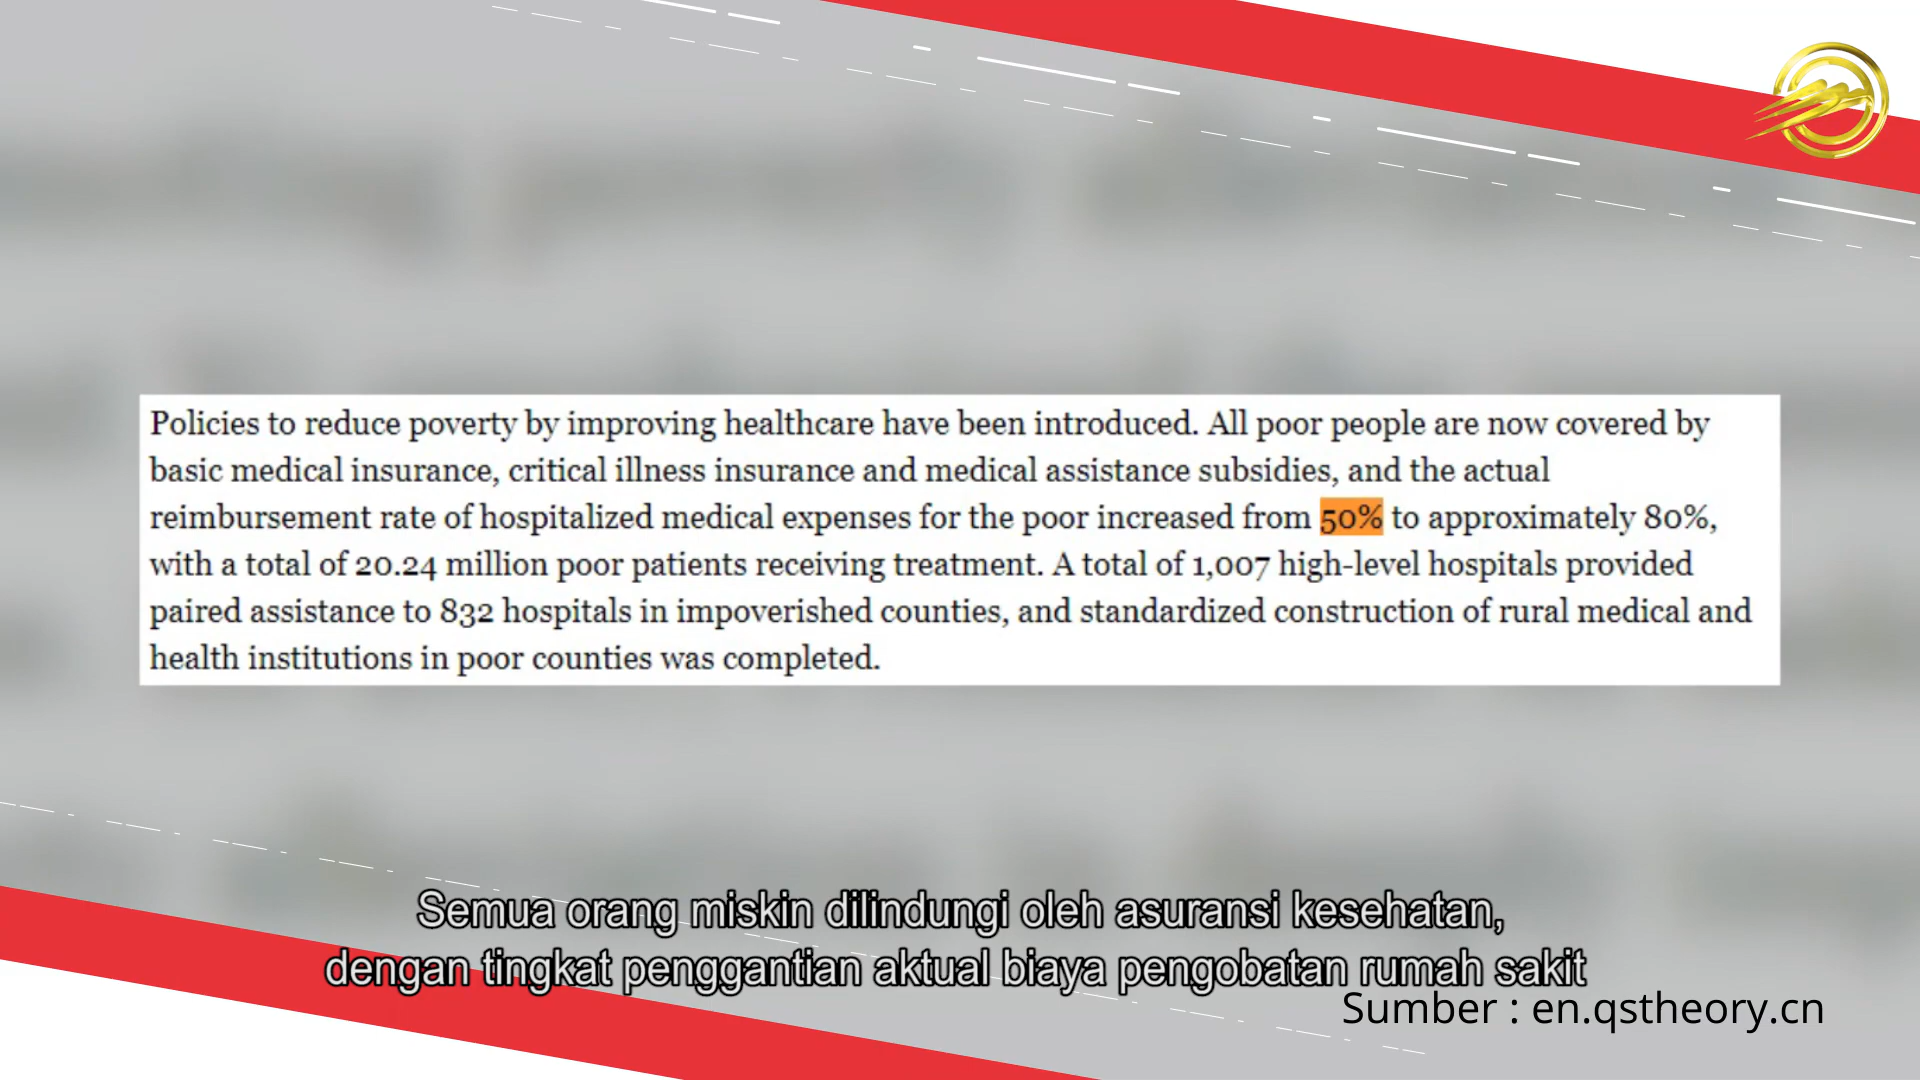 Policies to reduce poverty by improving healthcare have been introduced. All poor people are now covered by
basic medical insurance, critical illness insurance and medical assistance subsidies, and the actual
reimbursement rate of hospitalized medical expenses for the poor increased from 50% to approximately 80%,
with a total of 20.24 million poor patients receiving treatment. A total of 1,007 high-level hospitals provided
paired assistance to 832 hospitals in impoverished counties, and standardized construction of rural medical and
health institutions in poor counties was completed.
Semua orang miskin dilindungi oleh asuransi kesehatan,
dengan tingkat penggantian aktual biaya pengobatan rumah sakit
Sumber : en.qstheory.cn